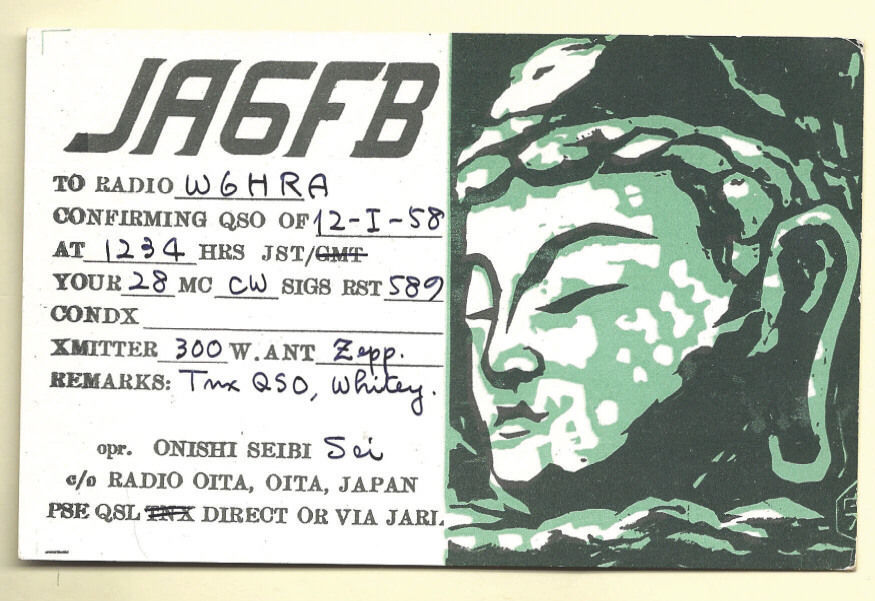 JA6FB
TO RADIO W6HRA
CONFIRMING QSO OF 12-I-58
AT 1234 HRS JST/GMT
YOUR 28 MC CW SIGS RST 589
CONDX
XMITTER 300 W. ANT Zepp.
REMARKS: Tnx QSO, Whitey.
opr. ONISHI SEIBI Sei
c/o RADIO OITA, OITA, JAPAN
PSE QSL TNX DIRECT OR VIA JARL